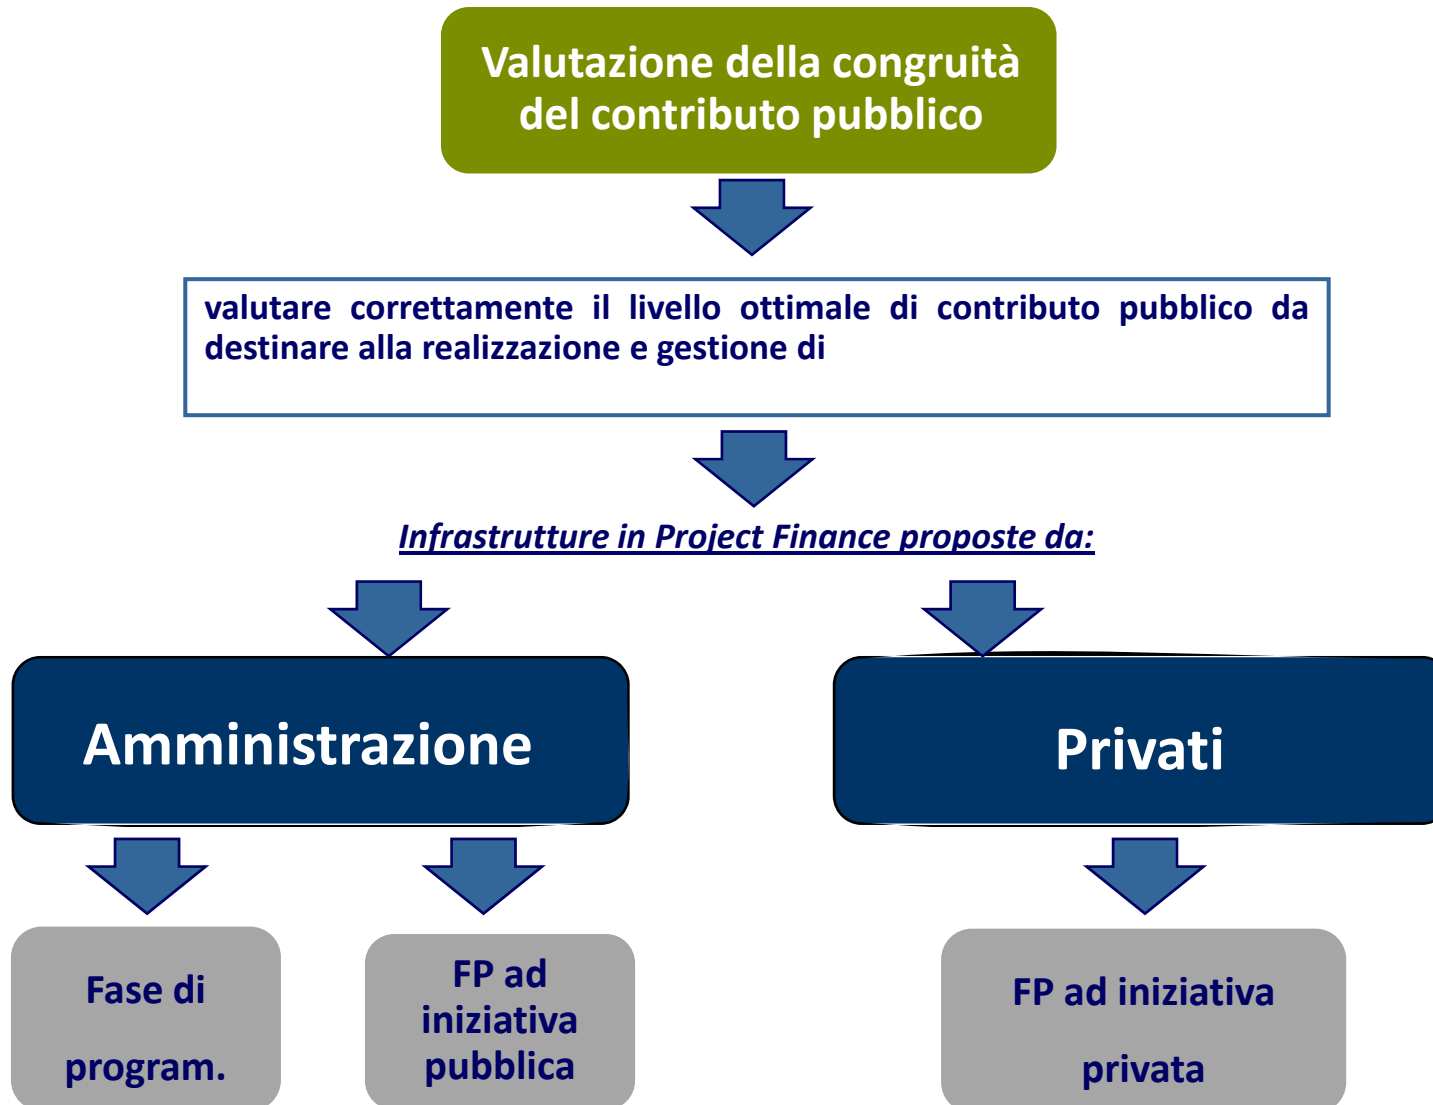 Valutazione della congruità
del contributo pubblico
valutare correttamente il livello ottimale di contributo pubblico da
destinare alla realizzazione e gestione di
Infrastrutture in Project Finance proposte da:
Amministrazione
Privati
Fase di
program.
FP ad
iniziativa
pubblica
FP ad iniziativa
privata